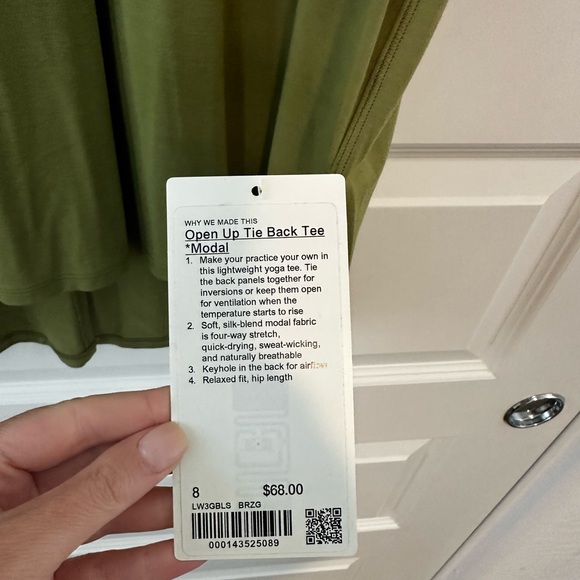 WHY WE MADE THIS
Open Up Tie Back Tee
*Modal
1. Make your practice your own in
this lightweight yoga tee. Tie
the back panels together for
inversions or keep them open
for ventilation when the
temperature starts to rise
2. Soft, silk-blend modal fabric
is four-way stretch,
quick-drying, sweat-wicking,
and naturally breathable
3. Keyhole in the back for airflow
4. Relaxed fit, hip length
8 $68.00
LW3GBLS BRZG
000143525089